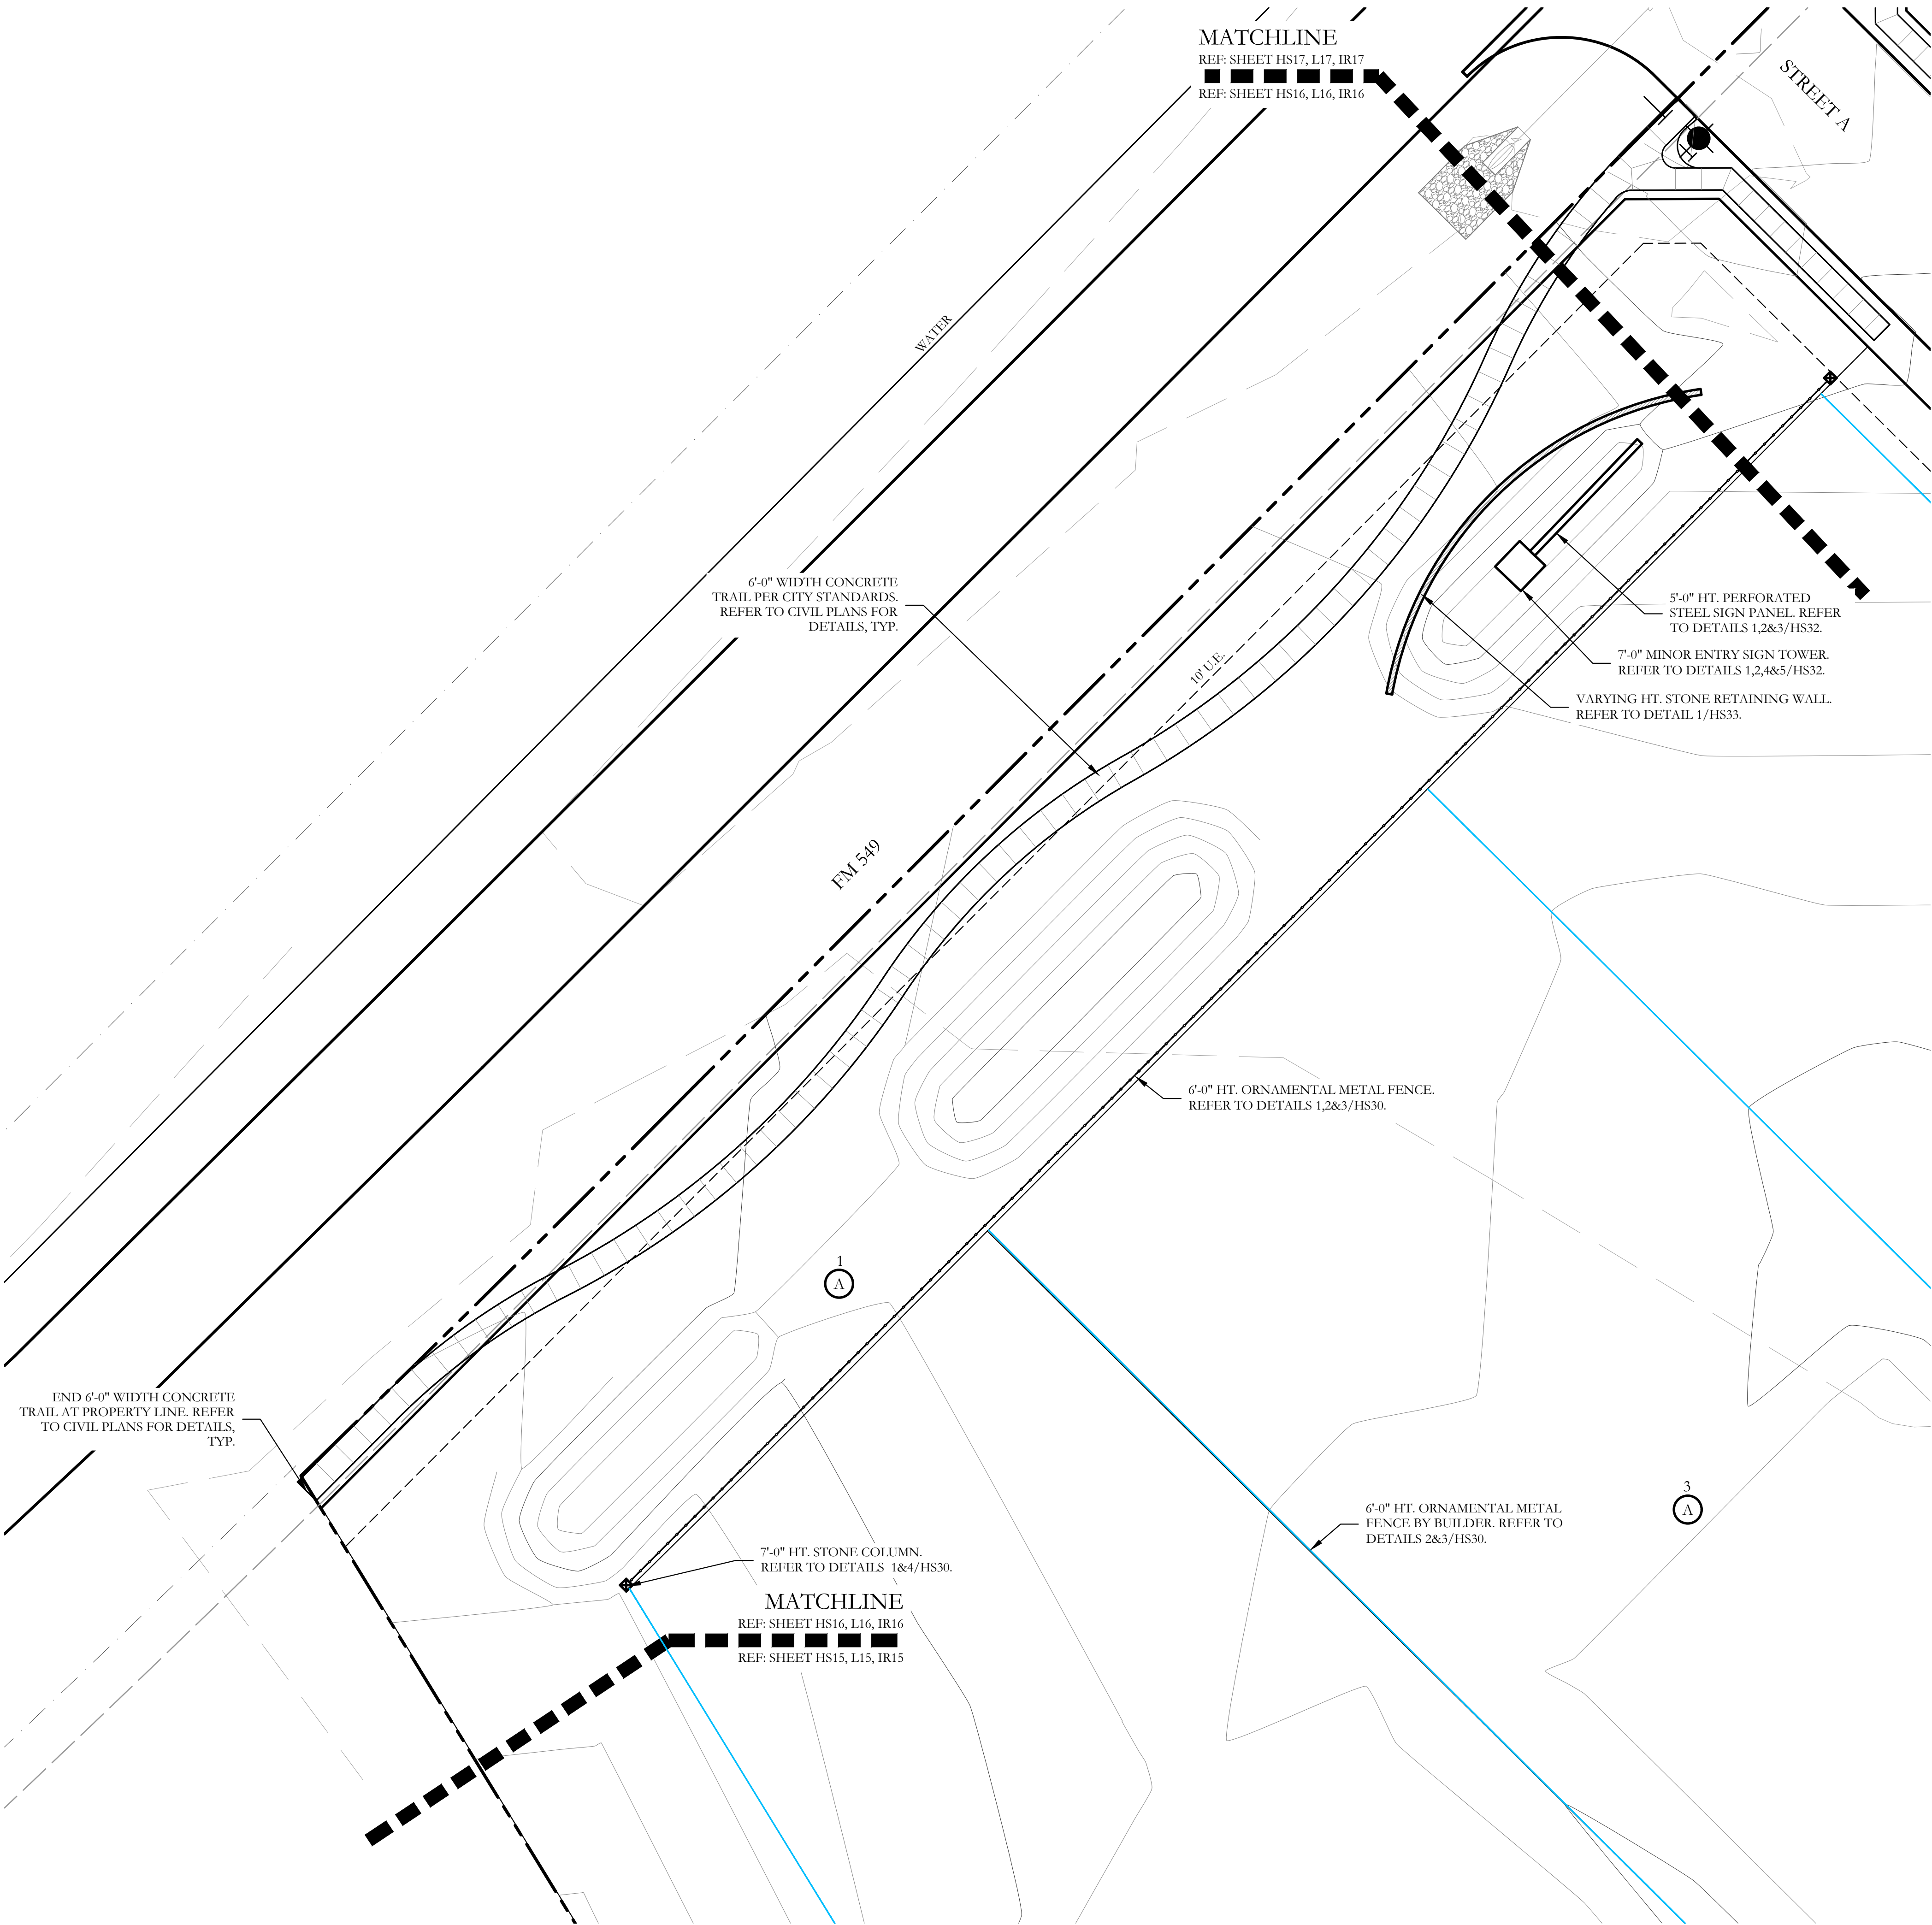 MATCHLINE
REF: SHEET HS17, L17, IR17
REF: SHEET HS16, L16, IR16
STREET A
WATER
6'-0" WIDTH CONCRETE
TRAIL PER CITY STANDARDS.
REFER TO CIVIL PLANS FOR
DETAILS, TYP.
5'-0" HT. PERFORATED
STEEL SIGN PANEL. REFER
TO DETAILS 1,2&3/HS32.
7'-0" MINOR ENTRY SIGN TOWER.
REFER TO DETAILS 1,2,4&5/HS32.
VARYING HT. STONE RETAINING WALL.
REFER TO DETAIL 1/HS33.
10' U.E.
FM 549
6'-0" HT. ORNAMENTAL METAL FENCE.
REFER TO DETAILS 1,2&3/HS30.
1
A
END 6'-0" WIDTH CONCRETE
TRAIL AT PROPERTY LINE. REFER
TO CIVIL PLANS FOR DETAILS,
TYP.
3
A
6'-0" HT. ORNAMENTAL METAL
FENCE BY BUILDER. REFER TO
DETAILS 2&3/HS30.
7'-0" HT. STONE COLUMN.
REFER TO DETAILS 1&4/HS30.
MATCHLINE
REF: SHEET HS16, L16, IR16
REF: SHEET HS15, L15, IR15